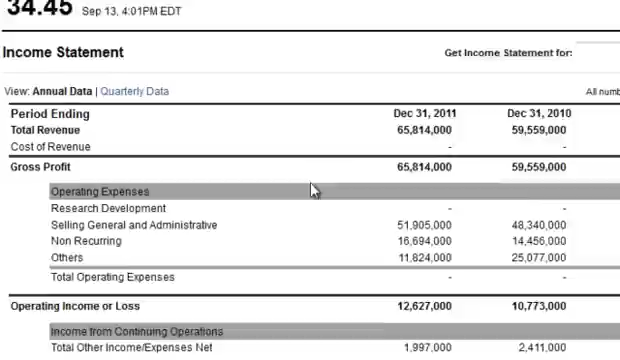 34.45 Sep 13, 4:01PM EDT
Income Statement Get Income Statement for:
View: Annual Data | Quarterly Data All numb
Period Ending Dec 31, 2011 Dec 31, 2010
Total Revenue 65,814,000 59,559,000
Cost of Revenue - -
Gross Profit 65,814,000 59,559,000
Operating Expenses
Research Development - -
Selling General and Administrative 51,905,000 48,340,000
Non Recurring 16,694,000 14,456,000
Others 11,824,000 25,077,000
Total Operating Expenses - -
Operating Income or Loss 12,627,000 10,773,000
Income from Continuing Operations
Total Other Income/Expenses Net 1,997,000 2,411,000